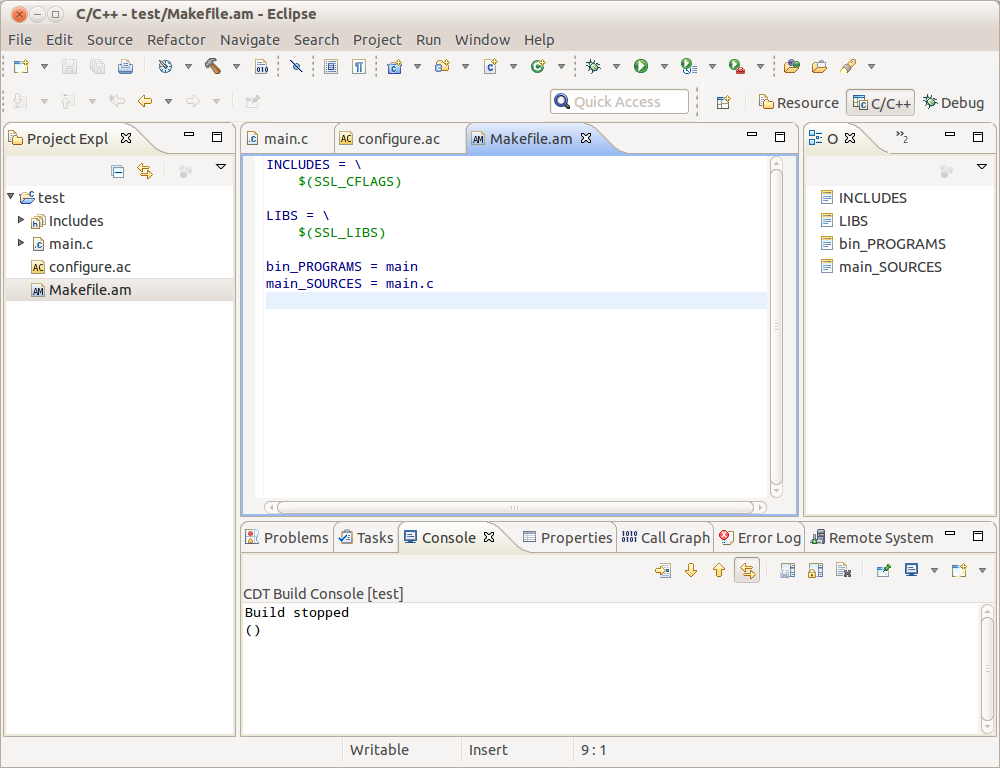 C/C++ - test/Makefile.am - Eclipse
File Edit Source Refactor Navigate Search Project Run Window Help
Quick Access
Resource
C/C++
Debug
Project Expl
test
Includes
main.c
configure.ac
Makefile.am
main.c
configure.ac
Makefile.am
INCLUDES = \
$(SSL_CFLAGS)
LIBS = \
$(SSL_LIBS)
bin_PROGRAMS = main
main_SOURCES = main.c
O
»2
INCLUDES
LIBS
bin_PROGRAMS
main_SOURCES
Problems
Tasks
Console
Properties
Call Graph
Error Log
Remote System
CDT Build Console [test]
Build stopped
()
Writable
Insert
9 : 1